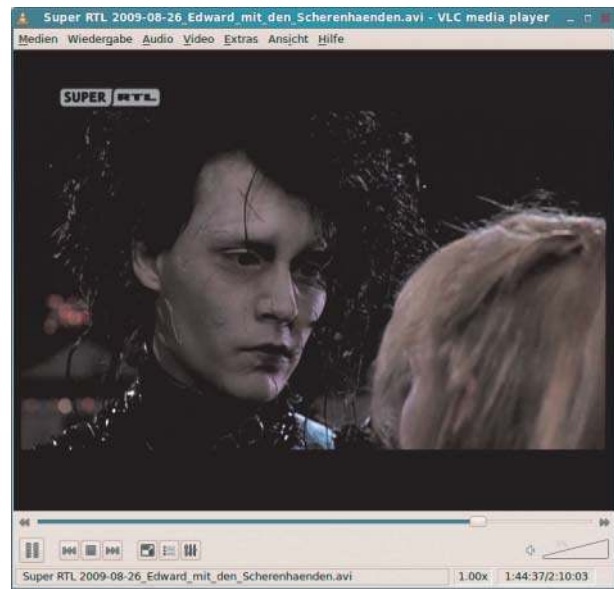 Super RTL 2009-08-26_Edward_mit_den_Scherenhaenden.avi - VLC media player
Medien Wiedergabe Audio Video Extras Ansicht Hilfe
SUPER RTL
Super RTL 2009-08-26_Edward_mit_den_Scherenhaenden.avi 1.00x 1:44:37/2:10:03